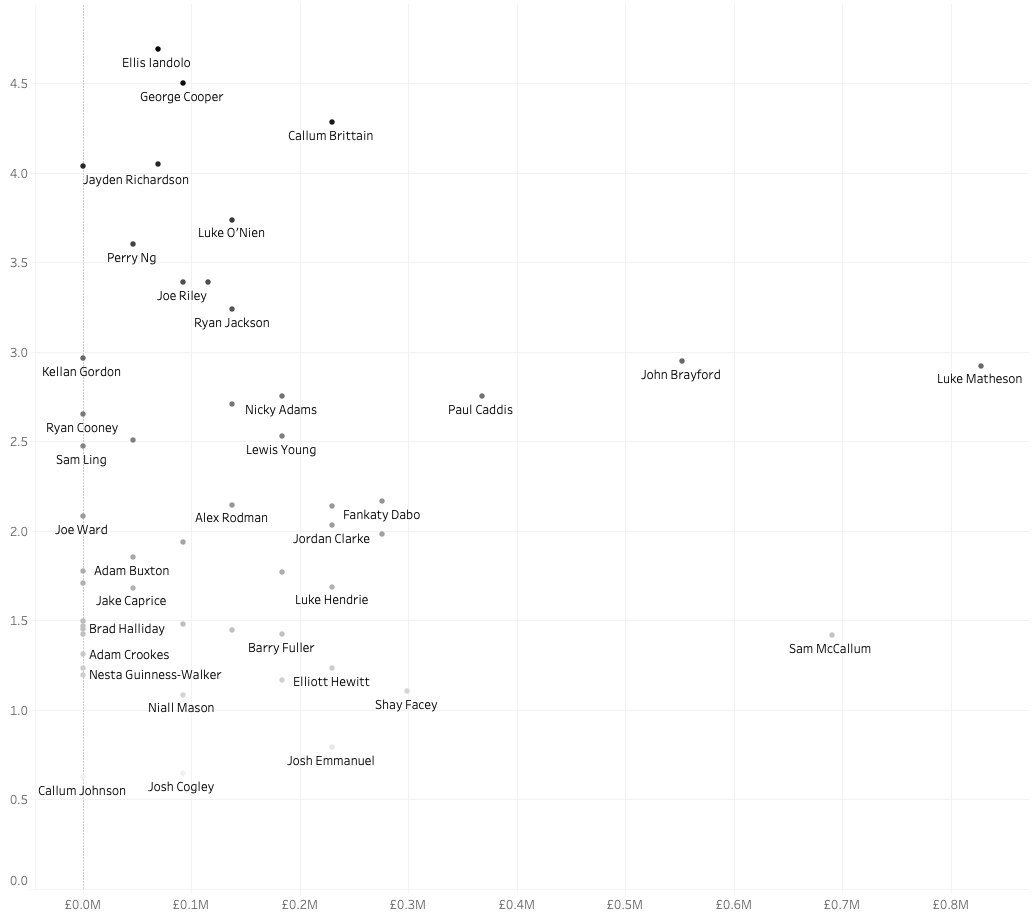 Ellis Iandolo
4.5
George Cooper
Callum Brittain
4.0
Jayden Richardson
Luke O'Nien
Perry Ng
3.5
Joe Riley
Ryan Jackson
3.0
Kellan Gordon
John Brayford
Luke Matheson
Nicky Adams
Paul Caddis
Ryan Cooney
2.5
Lewis Young
Sam Ling
Fankaty Dabo
Alex Rodman
2.0
Joe Ward
Jordan Clarke
Adam Buxton
Jake Caprice
Luke Hendrie
1.5
Brad Halliday
Barry Fuller
Sam McCallum
Adam Crookes
Nesta Guinness-Walker
Elliott Hewitt
1.0
Niall Mason
Shay Facey
Josh Emmanuel
Callum Johnson
Josh Cogley
0.5
0.0
£0.0M £0.1M £0.2M £0.3M £0.4M £0.5M £0.6M £0.7M £0.8M